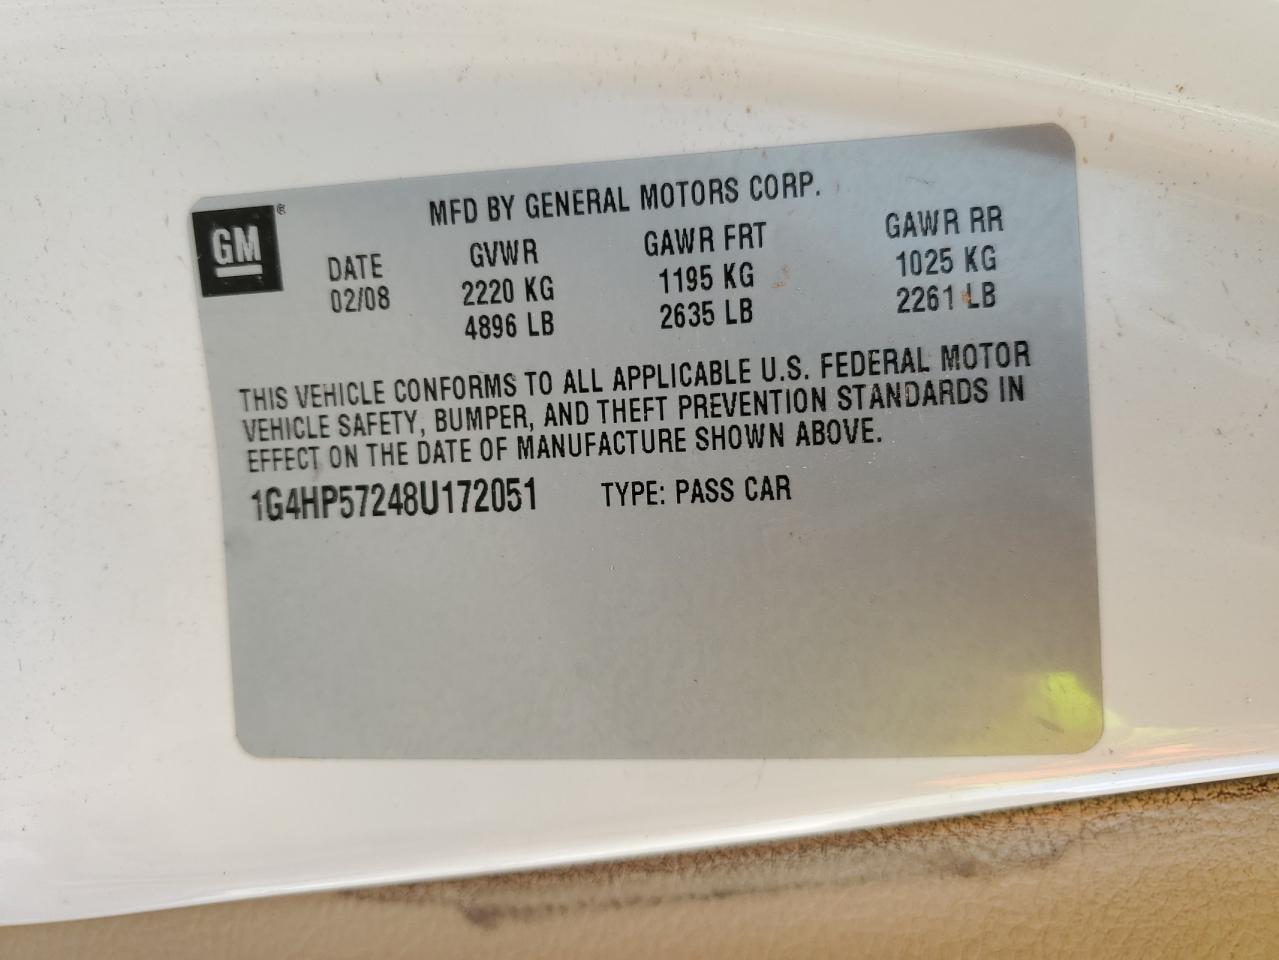 GM®
MFD BY GENERAL MOTORS CORP.
DATE GVWR GAWR FRT GAWR RR
02/08 2220 KG 1195 KG 1025 KG
4896 LB 2635 LB 2261 LB
THIS VEHICLE CONFORMS TO ALL APPLICABLE U.S. FEDERAL MOTOR
VEHICLE SAFETY, BUMPER, AND THEFT PREVENTION STANDARDS IN
EFFECT ON THE DATE OF MANUFACTURE SHOWN ABOVE.
1G4HP57248U172051 TYPE: PASS CAR